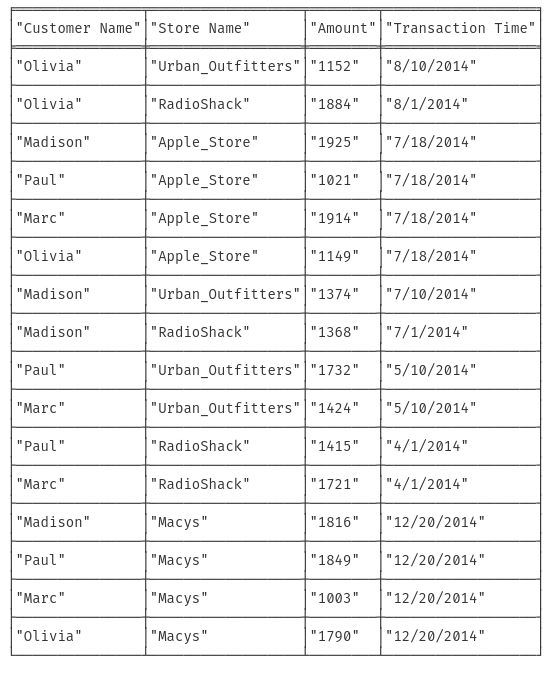 "Customer Name" "Store Name" "Amount" "Transaction Time"
"Olivia" "Urban_Outfitters" "1152" "8/10/2014"
"Olivia" "RadioShack" "1884" "8/1/2014"
"Madison" "Apple_Store" "1925" "7/18/2014"
"Paul" "Apple_Store" "1021" "7/18/2014"
"Marc" "Apple_Store" "1914" "7/18/2014"
"Olivia" "Apple_Store" "1149" "7/18/2014"
"Madison" "Urban_Outfitters" "1374" "7/10/2014"
"Madison" "RadioShack" "1368" "7/1/2014"
"Paul" "Urban_Outfitters" "1732" "5/10/2014"
"Marc" "Urban_Outfitters" "1424" "5/10/2014"
"Paul" "RadioShack" "1415" "4/1/2014"
"Marc" "RadioShack" "1721" "4/1/2014"
"Madison" "Macys" "1816" "12/20/2014"
"Paul" "Macys" "1849" "12/20/2014"
"Marc" "Macys" "1003" "12/20/2014"
"Olivia" "Macys" "1790" "12/20/2014"